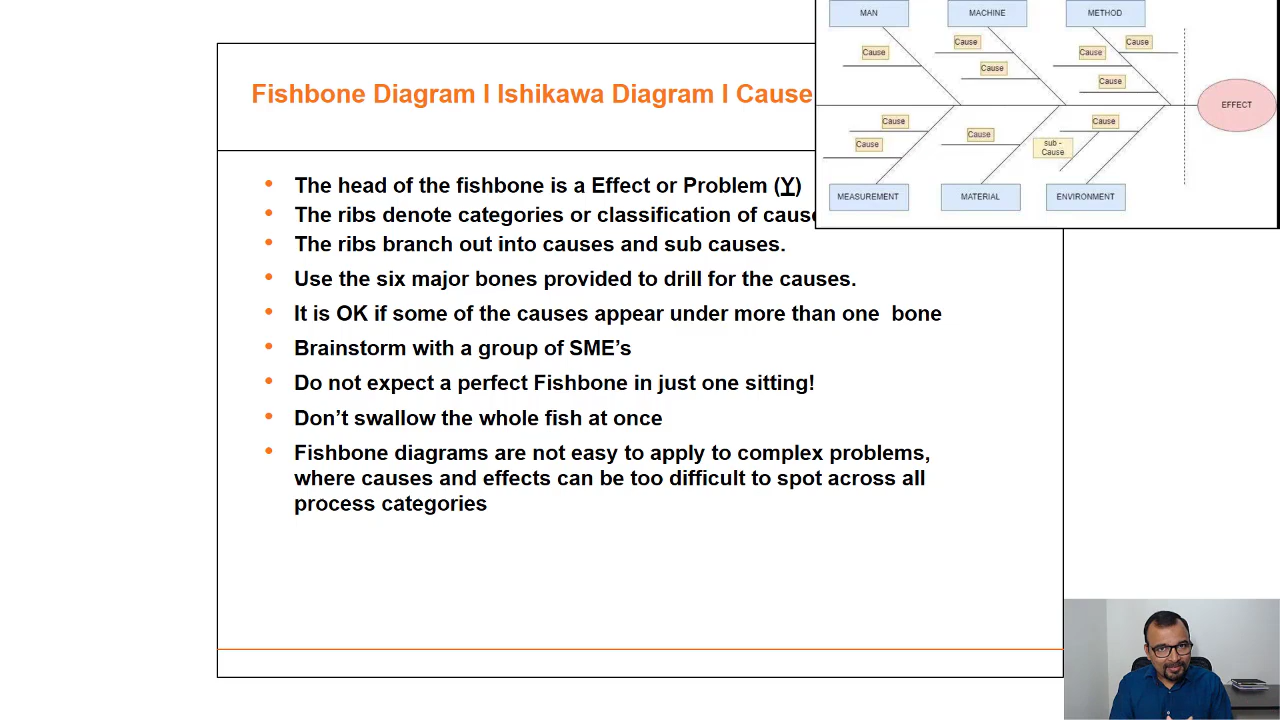 Fishbone Diagram I Ishikawa Diagram I Cause
• The head of the fishbone is a Effect or Problem (Y)
• The ribs denote categories or classification of cause
• The ribs branch out into causes and sub causes.
• Use the six major bones provided to drill for the causes.
• It is OK if some of the causes appear under more than one  bone
• Brainstorm with a group of SME’s
• Do not expect a perfect Fishbone in just one sitting!
• Don’t swallow the whole fish at once
• Fishbone diagrams are not easy to apply to complex problems,
where causes and effects can be too difficult to spot across all
process categories
MAN
MACHINE
METHOD
Cause
Cause
Cause
Cause
Cause
Cause
EFFECT
Cause
Cause
Cause
Cause
sub -
Cause
MEASUREMENT
MATERIAL
ENVIRONMENT